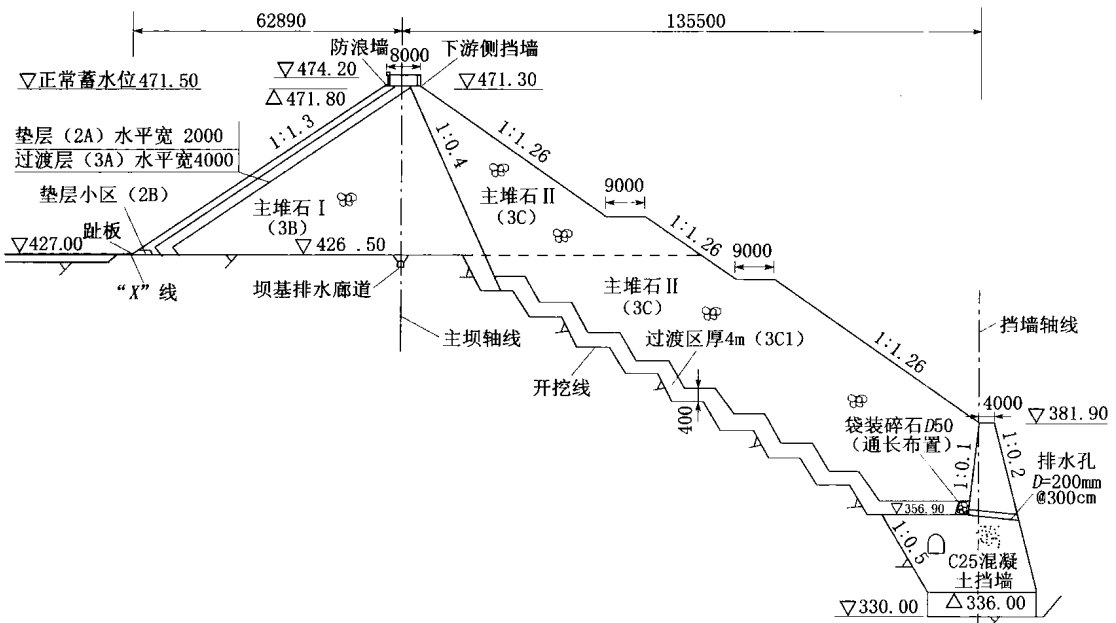 62890
135500
防浪墙
8000
下游侧挡墙
▽正常蓄水位471.50
▽474.20
▽471.30
△471.80
1:1.3
1:0.4
1:1.26
垫层（2A）水平宽 2000
过渡层（3A）水平宽4000
垫层小区（2B）
主堆石Ⅰ
（3B）
主堆石Ⅱ
（3C）
9000
1:1.26
9000
趾板
▽427.00
▽426.50
“X”线
坝基排水廊道
主堆石Ⅱ
（3C）
主坝轴线
过渡区厚4m（3C1）
开挖线
1:1.26
挡墙轴线
400
4000
▽381.90
袋装碎石D50
（通长布置）
1:0.1
1:0.2
排水孔
D=200mm
@300cm
▽356.90
1:0.5
C25混凝
土挡墙
▽330.00
△336.00